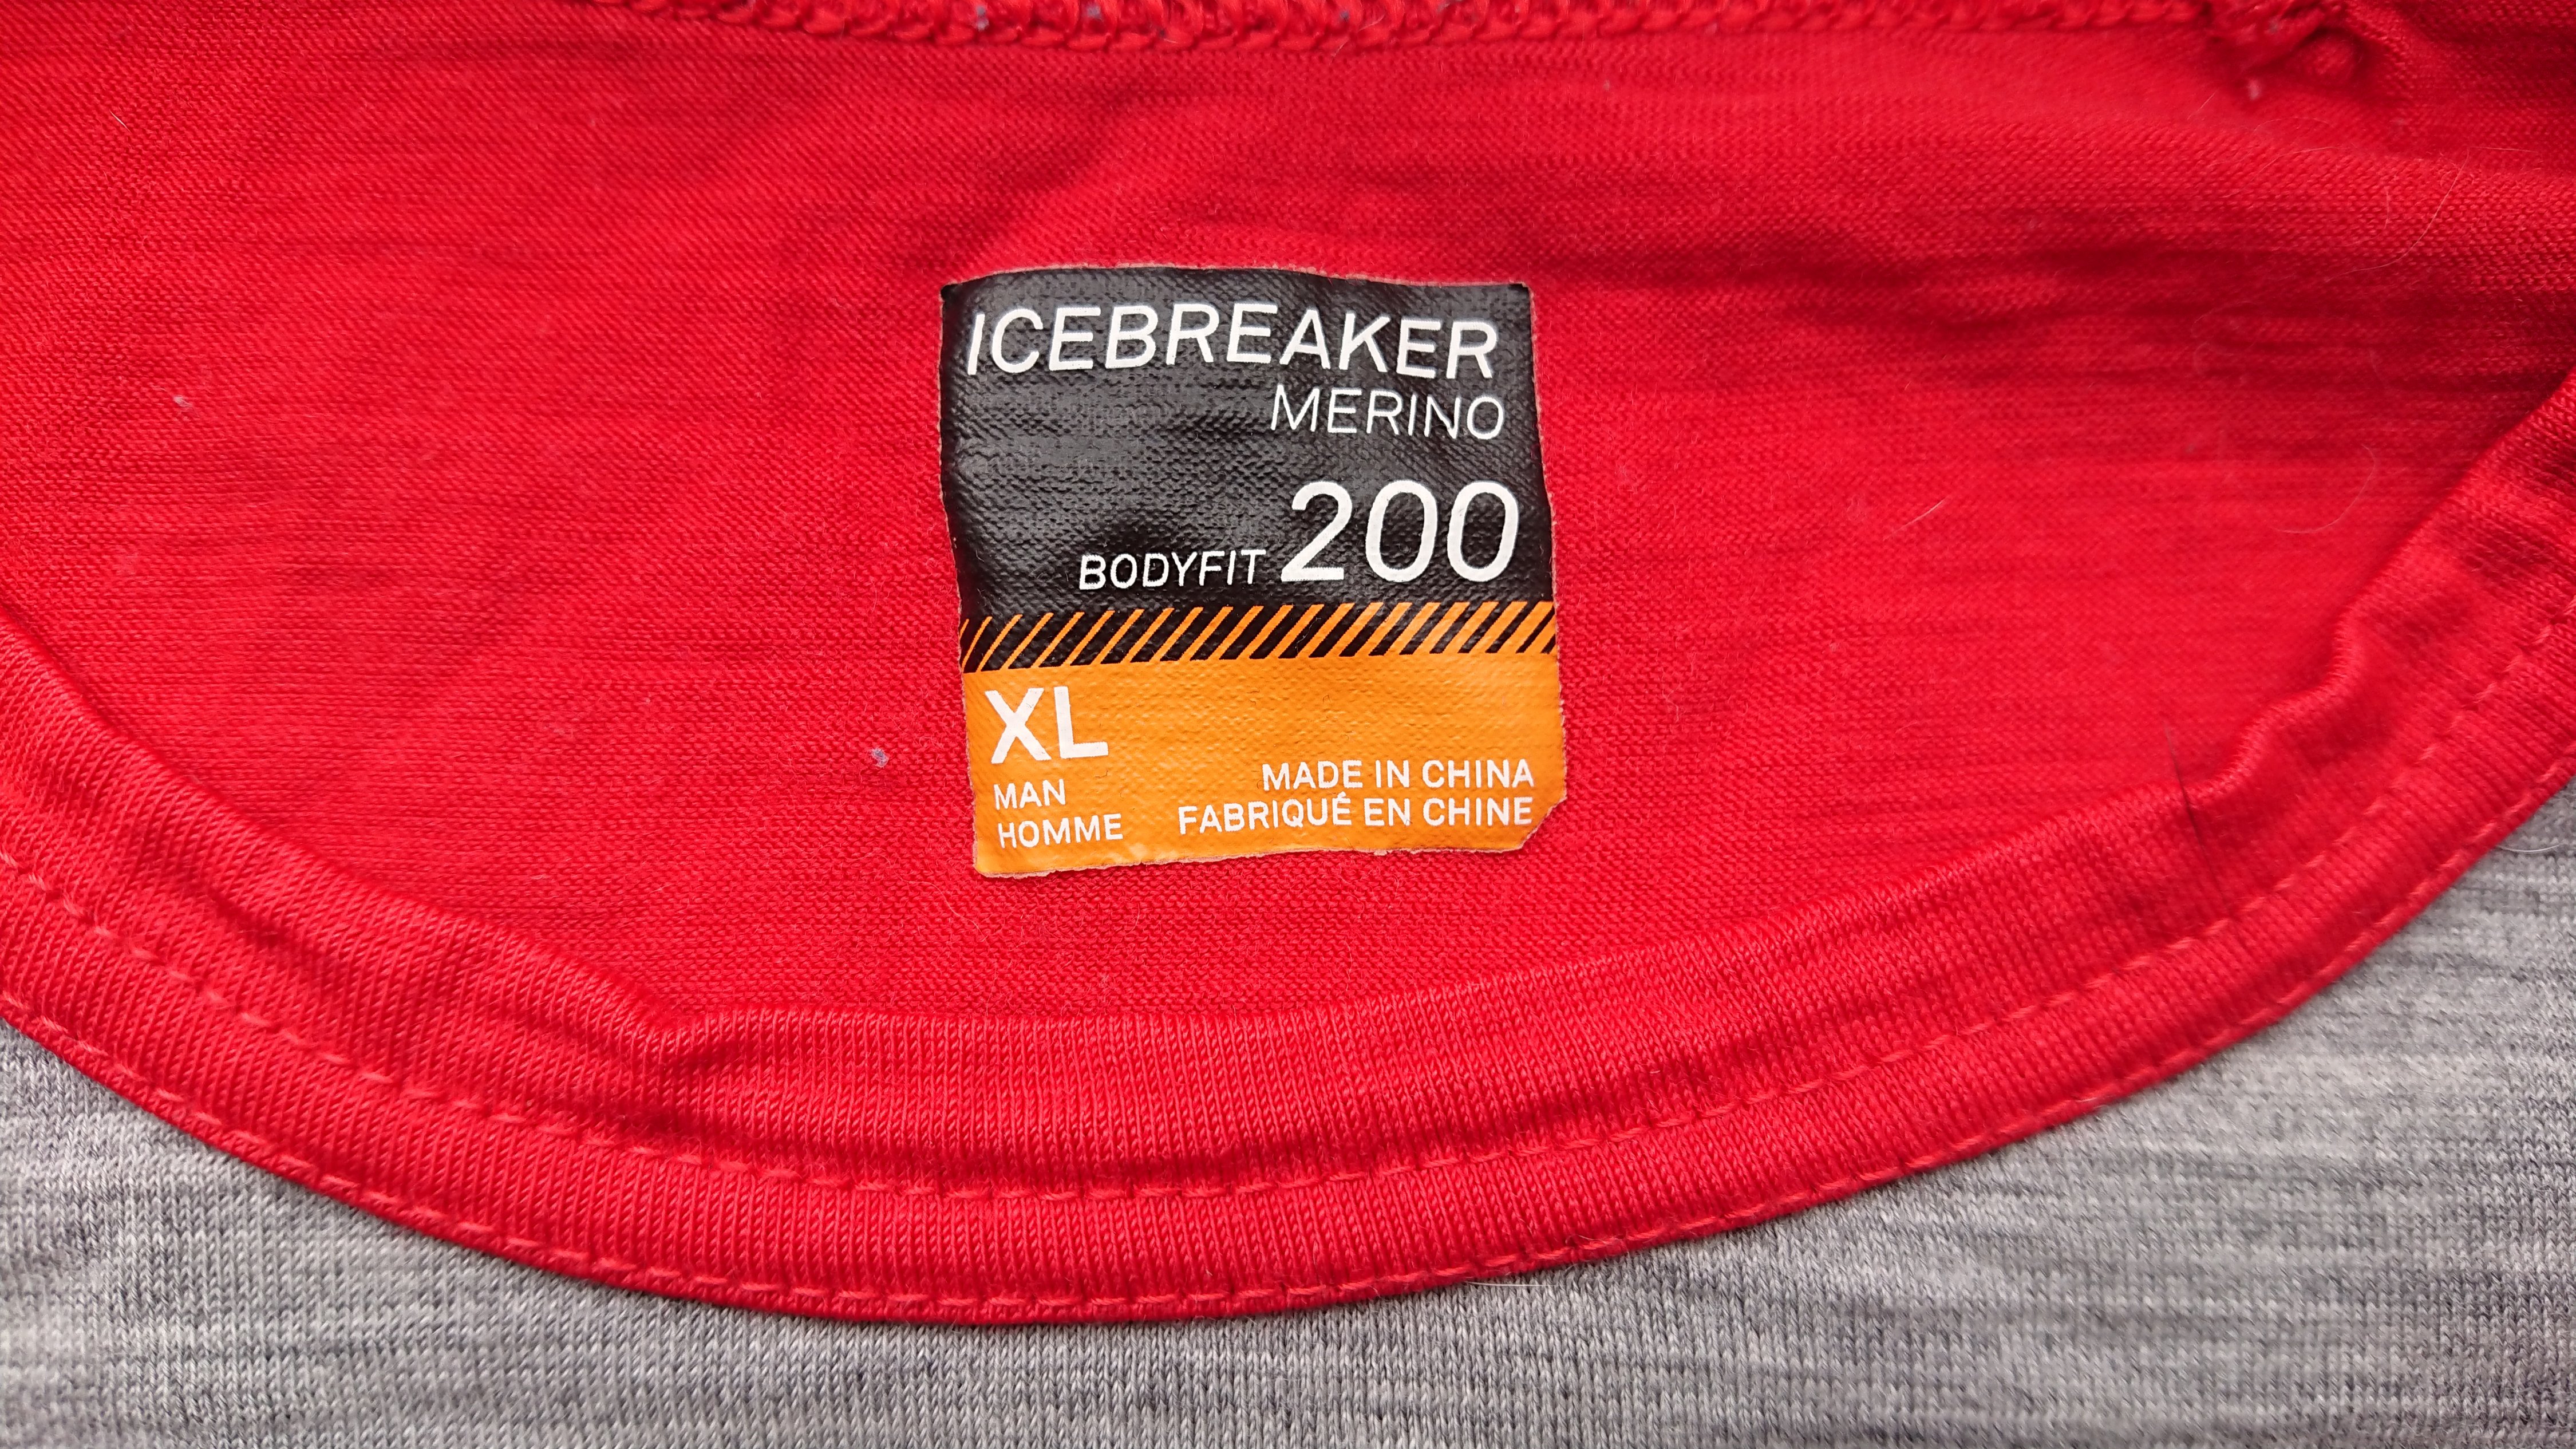 ICEBREAKER
MERINO
BODYFIT 200
XL
MAN
HOMME
MADE IN CHINA
FABRIQUÉ EN CHINE